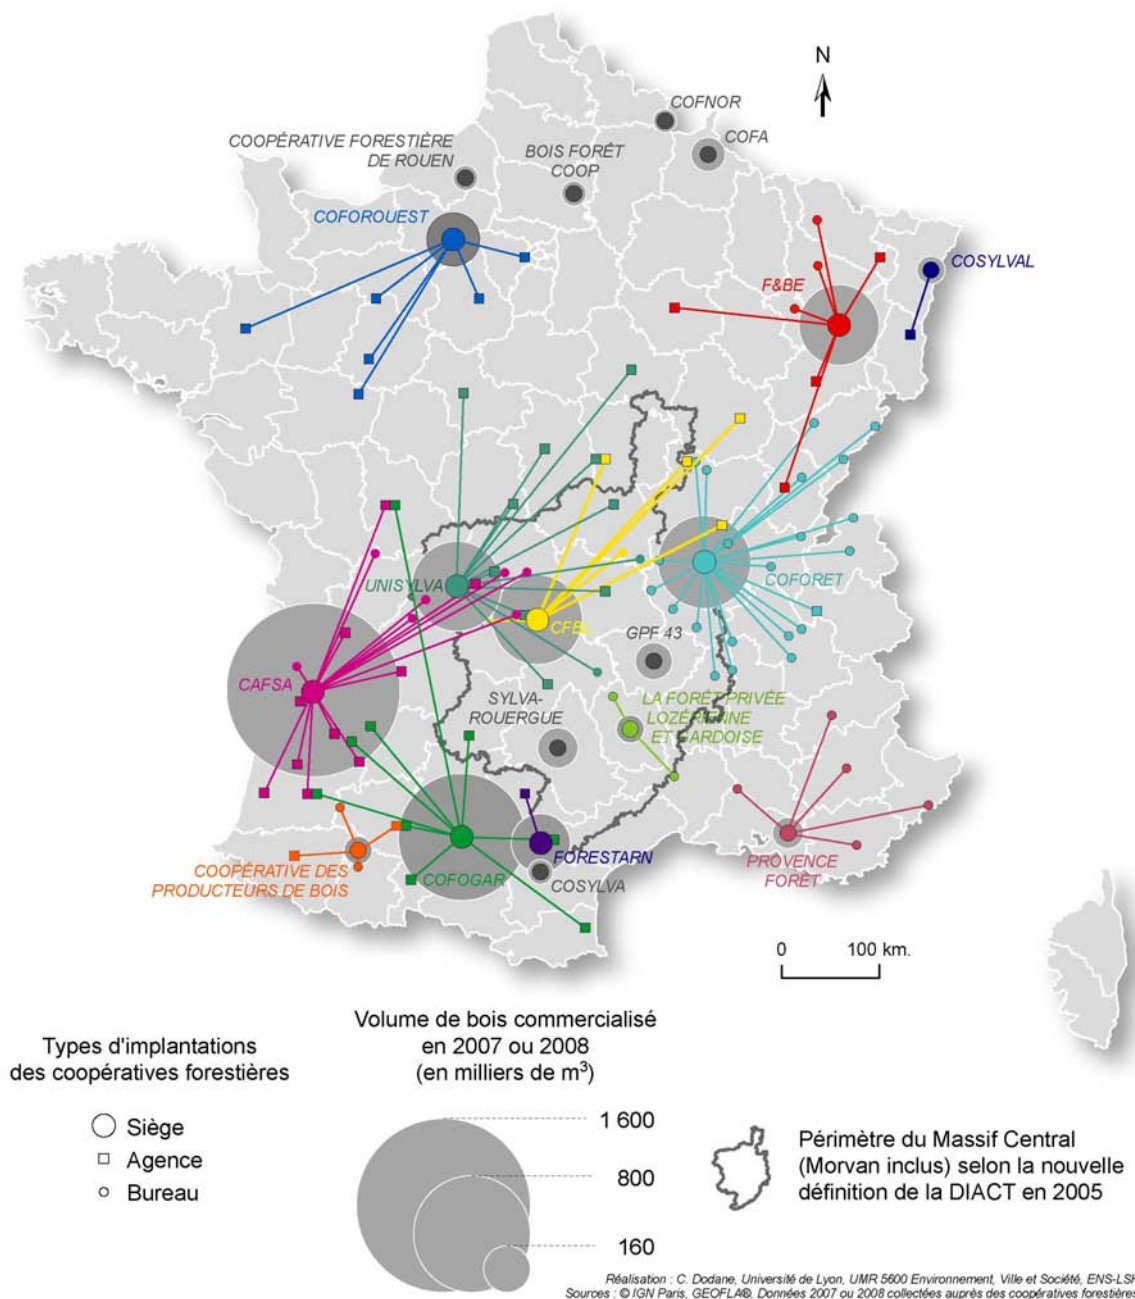 N
COFNOR
COOPÉRATIVE FORESTIÈRE
DE ROUEN
BOIS FORÊT
COOP
COFA
COFOROUEST
F&BE
COSYLVAL
UNISYLVA
CFBL
COFORET
GPF 43
CAFSA
SYLVA-
ROUERGUE
LA FORÊT PRIVÉE
LOZÉRIENNE
ET GARDOISE
COOPÉRATIVE DES
PRODUCTEURS DE BOIS
COFOGAR
FORESTARN
COSYLVA
PROVENCE
FORÊT
0 100 km.
Types d'implantations
des coopératives forestières
Siège
Agence
Bureau
Volume de bois commercialisé
en 2007 ou 2008
(en milliers de m³)
1 600
800
160
Périmètre du Massif Central
(Morvan inclus) selon la nouvelle
définition de la DIACT en 2005
Réalisation : C. Dodane, Université de Lyon, UMR 5600 Environnement, Ville et Société, ENS-LSH
Sources : © IGN Paris, GEOFLA®, Données 2007 ou 2008 collectées auprès des coopératives forestières